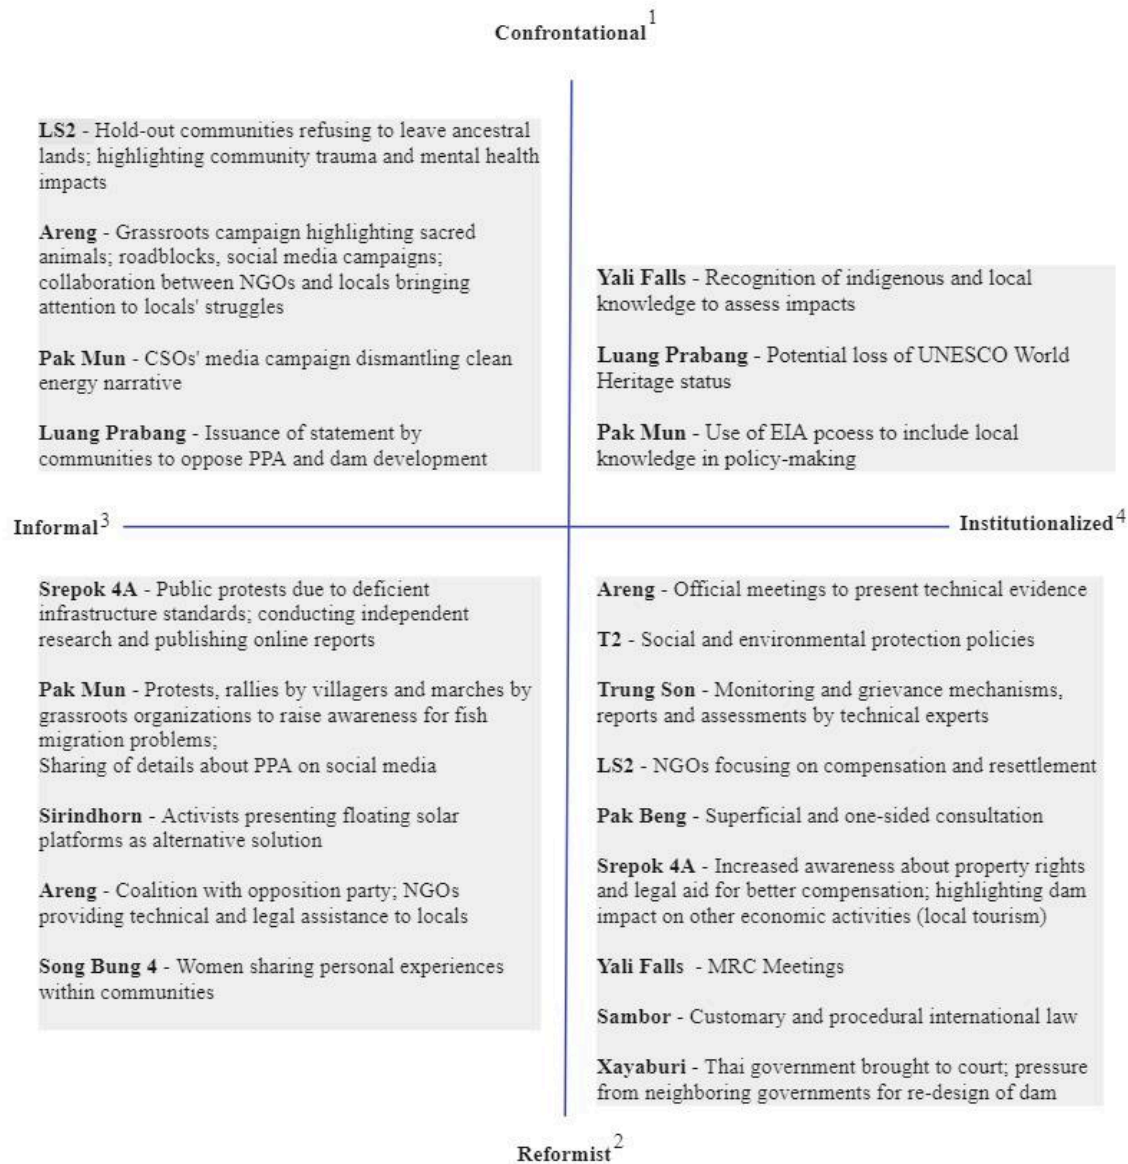 Confrontational1
LS2 - Hold-out communities refusing to leave ancestral
lands; highlighting community trauma and mental health
impacts
Areng - Grassroots campaign highlighting sacred
animals; roadblocks, social media campaigns;
collaboration between NGOs and locals bringing
attention to locals' struggles
Pak Mun - CSOs' media campaign dismantling clean
energy narrative
Luang Prabang - Issuance of statement by
communities to oppose PPA and dam development
Yali Falls - Recognition of indigenous and local
knowledge to assess impacts
Luang Prabang - Potential loss of UNESCO World
Heritage status
Pak Mun - Use of EIA pcoess to include local
knowledge in policy-making
Informal3
Institutionalized4
Srepok 4A - Public protests due to deficient
infrastructure standards; conducting independent
research and publishing online reports
Pak Mun - Protests, rallies by villagers and marches by
grassroots organizations to raise awareness for fish
migration problems;
Sharing of details about PPA on social media
Sirindhorn - Activists presenting floating solar
platforms as alternative solution
Areng - Coalition with opposition party; NGOs
providing technical and legal assistance to locals
Song Bung 4 - Women sharing personal experiences
within communities
Areng - Official meetings to present technical evidence
T2 - Social and environmental protection policies
Trung Son - Monitoring and grievance mechanisms,
reports and assessments by technical experts
LS2 - NGOs focusing on compensation and resettlement
Pak Beng - Superficial and one-sided consultation
Srepok 4A - Increased awareness about property rights
and legal aid for better compensation; highlighting dam
impact on other economic activities (local tourism)
Yali Falls - MRC Meetings
Sambor - Customary and procedural international law
Xayaburi - Thai government brought to court; pressure
from neighboring governments for re-design of dam
Reformist2